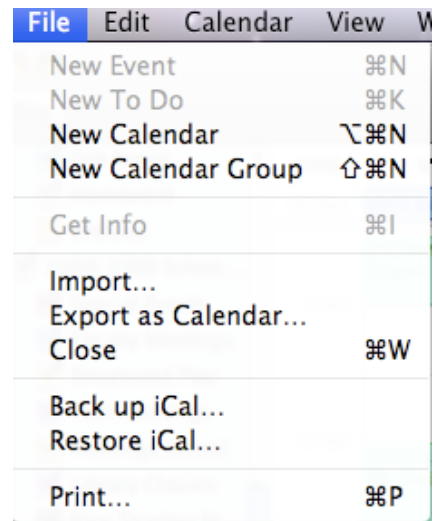 File Edit Calendar View W
New Event ⌘N
New To Do ⌘K
New Calendar ⌥⌘N
New Calendar Group ⇧⌘N
Get Info ⌘I
Import...
Export as Calendar...
Close ⌘W
Back up iCal...
Restore iCal...
Print... ⌘P